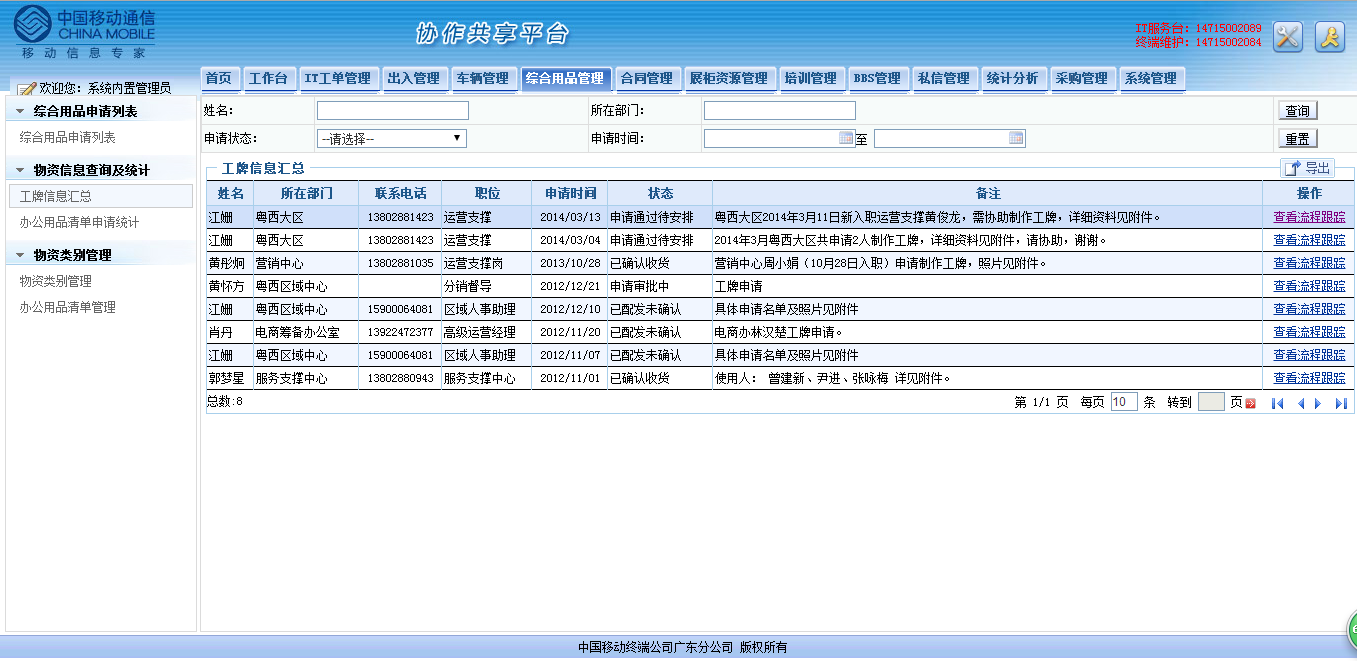 中国移动通信
CHINA MOBILE
移动信息专家
协作共享平台
IT服务台: 14715002089
终端维护: 14715002084
欢迎您: 系统内置管理员
首页 工作台 IT工单管理 出入管理 车辆管理 综合用品管理 合同管理 展柜资源管理 培训管理 BBS管理 私信管理 统计分析 采购管理 系统管理
综合用品申请列表
综合用品申请列表
物资信息查询及统计
工牌信息汇总
办公用品清单申请统计
物资类别管理
物资类别管理
办公用品清单管理
姓名: 所在部门: 查询
申请状态: --请选择-- 申请时间: 至 重置
工牌信息汇总 导出
姓名 所在部门 联系电话 职位 申请时间 状态 备注 操作
江姗 粤西大区 13802881423 运营支撑 2014/03/13 申请通过待安排 粤西大区2014年3月11日新入职运营支撑黄俊龙，需协助制作工牌，详细资料见附件。 查看流程跟踪
江姗 粤西大区 13802881423 运营支撑 2014/03/04 申请通过待安排 2014年3月粤西大区共申请2人制作工牌，详细资料见附件，请协助，谢谢。 查看流程跟踪
黄彤炯 营销中心 13802881035 运营支撑岗 2013/10/28 已确认收货 营销中心周小娟（10月28日入职）申请制作工牌，照片见附件。 查看流程跟踪
黄怀方 粤西区域中心 分销督导 2012/12/21 申请审批中 工牌申请 查看流程跟踪
江姗 粤西区域中心 15900064081 区域人事助理 2012/12/10 已配发未确认 具体申请名单及照片见附件 查看流程跟踪
肖丹 电商筹备办公室 13922472377 高级运营经理 2012/11/20 已配发未确认 电商办林汉楚工牌申请。 查看流程跟踪
江姗 粤西区域中心 15900064081 区域人事助理 2012/11/07 已配发未确认 具体申请名单及照片见附件 查看流程跟踪
郭梦星 服务支撑中心 13802880943 服务支撑中心 2012/11/01 已确认收货 使用人： 曾建新、尹进、张咏梅 详见附件。 查看流程跟踪
总数:8 第 1/1 页 每页 10 条 转到 页
中国移动终端公司广东分公司 版权所有